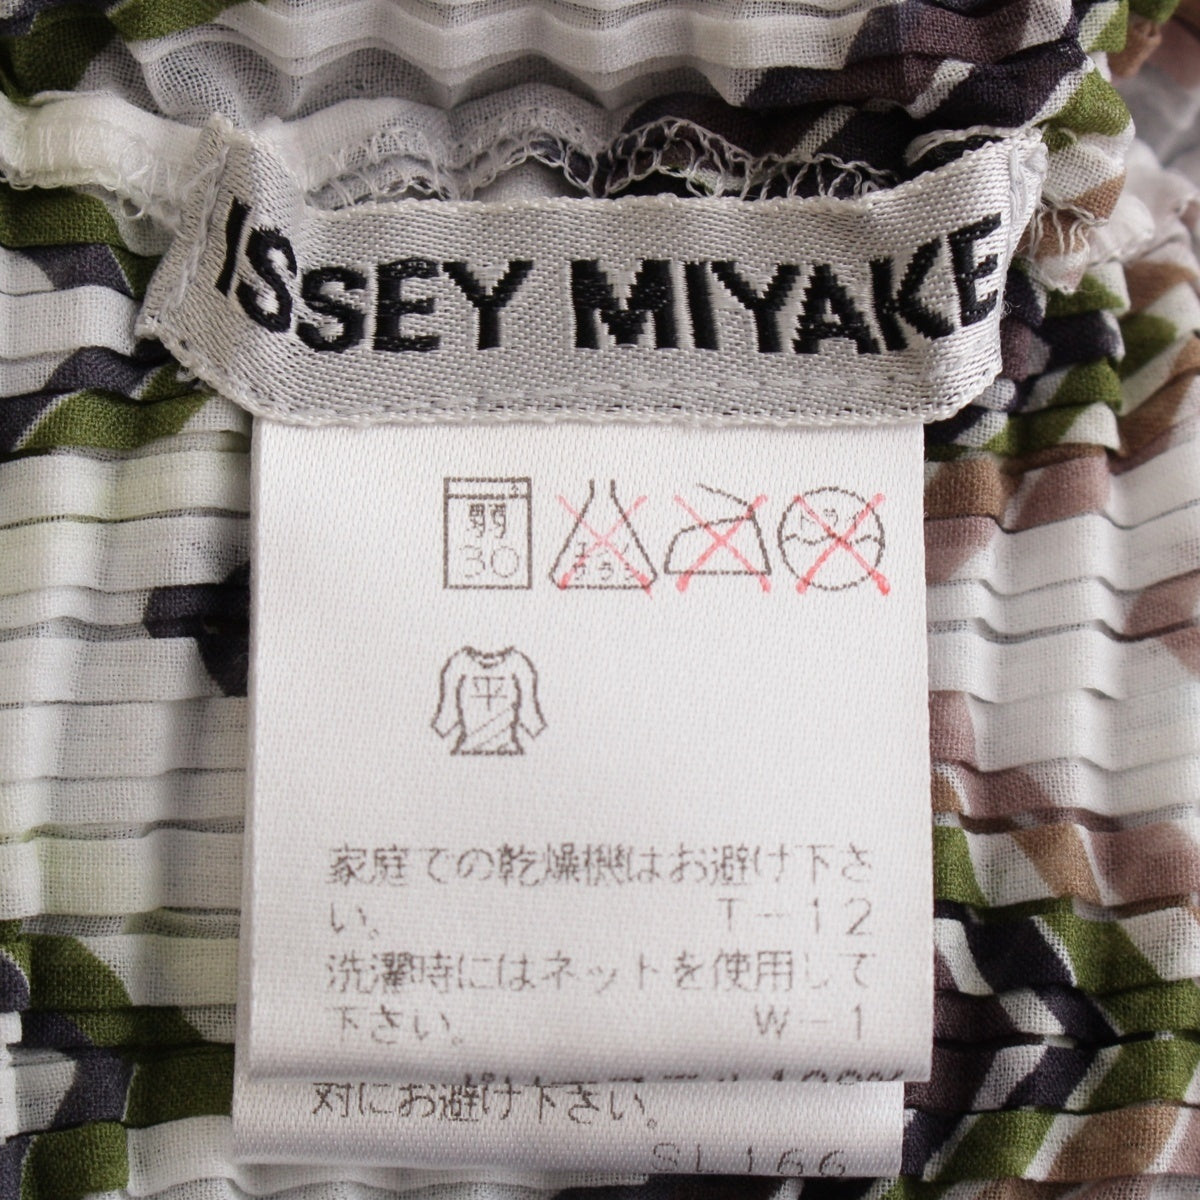 ISSEY MIYAKE
弱
30
平
家庭での乾燥機はお避け下さ
い。 T-12
洗濯時にはネットを使用して
下さい。 W-1
対にお避け下さい。
SL166